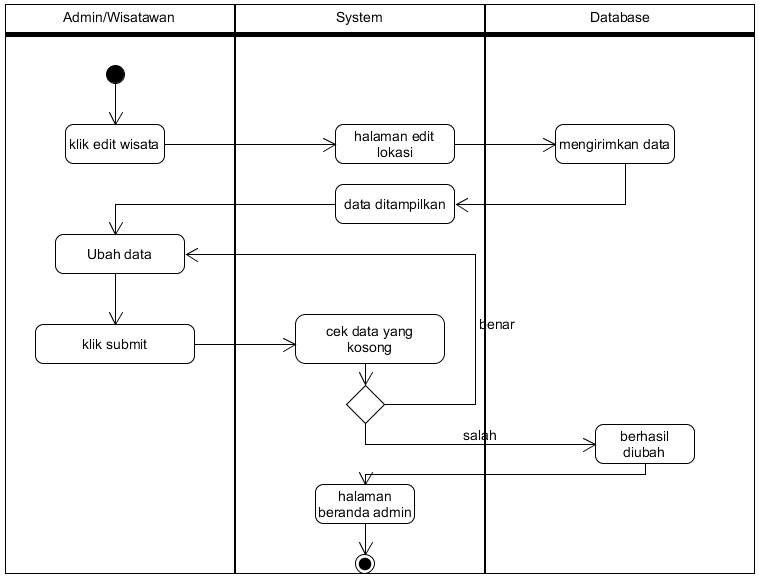 Admin/Wisatawan
System
Database
klik edit wisata
halaman edit
lokasi
mengirimkan data
data ditampilkan
Ubah data
klik submit
cek data yang
kosong
benar
salah
berhasil
diubah
halaman
beranda admin